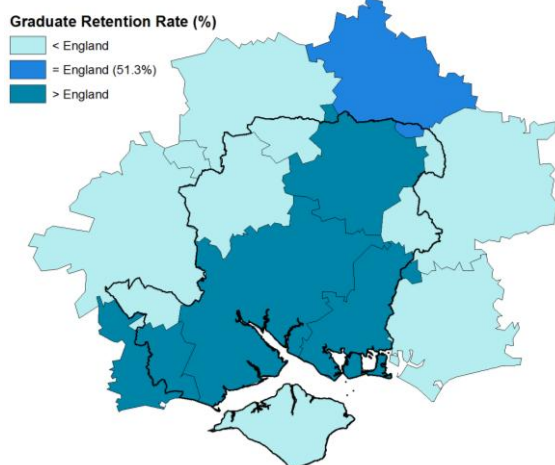 Graduate Retention Rate (%)
< England
= England (51.3%)
> England